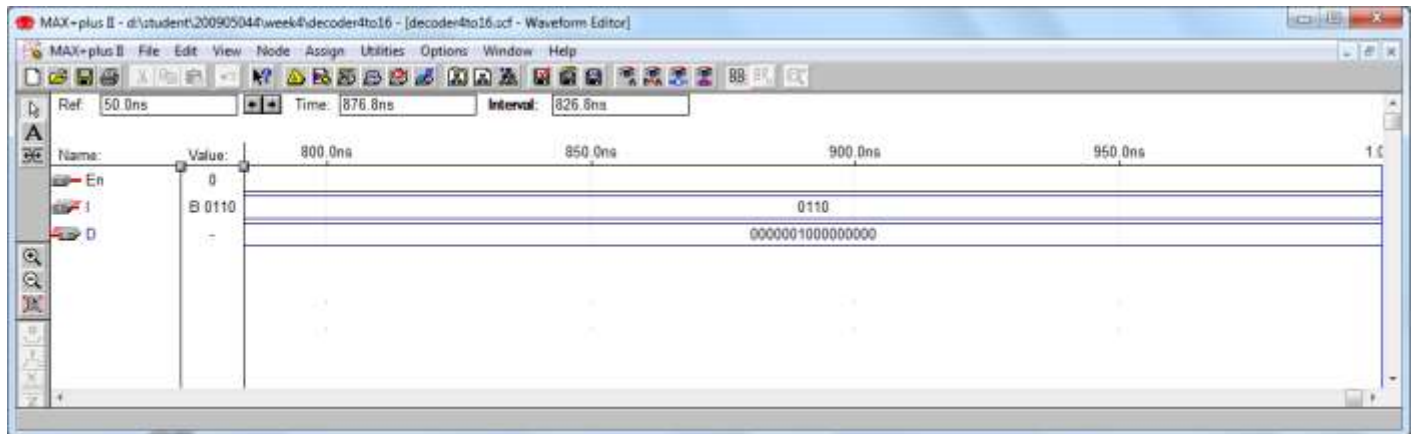 MAX+plus II - d:\student\200905044\week4\decoder4to16 - [decoder4to16.scf - Waveform Editor]
MAX+plus II File Edit View Node Assign Utilities Options Window Help
Ref: 50.0ns Time: 876.8ns Interval: 826.8ns
Name: Value: 800.0ns 850.0ns 900.0ns 950.0ns 1.0
En 0
I B 0110 0110
D - 0000001000000000